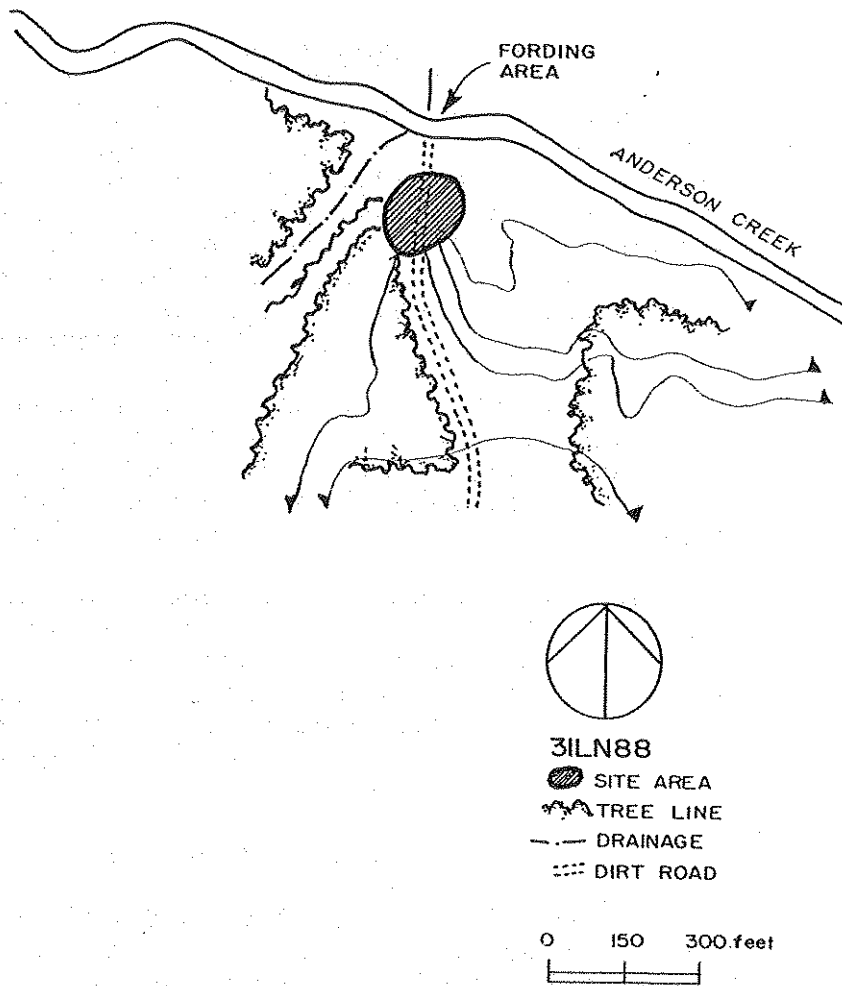 FORDING
AREA
ANDERSON CREEK
31LN88
SITE AREA
TREE LINE
DRAINAGE
DIRT ROAD
0 150 300 feet